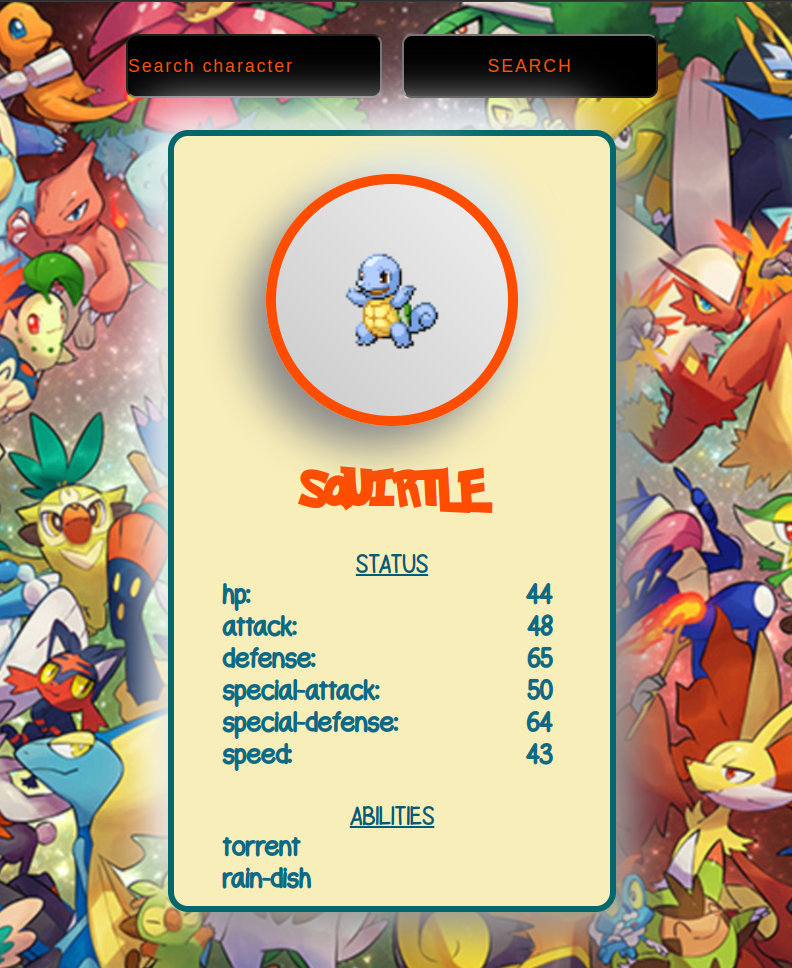 Search character
SEARCH
SQUIRTLE
STATUS
hp: 44
attack: 48
defense: 65
special-attack: 50
special-defense: 64
speed: 43
ABILITIES
torrent
rain-dish